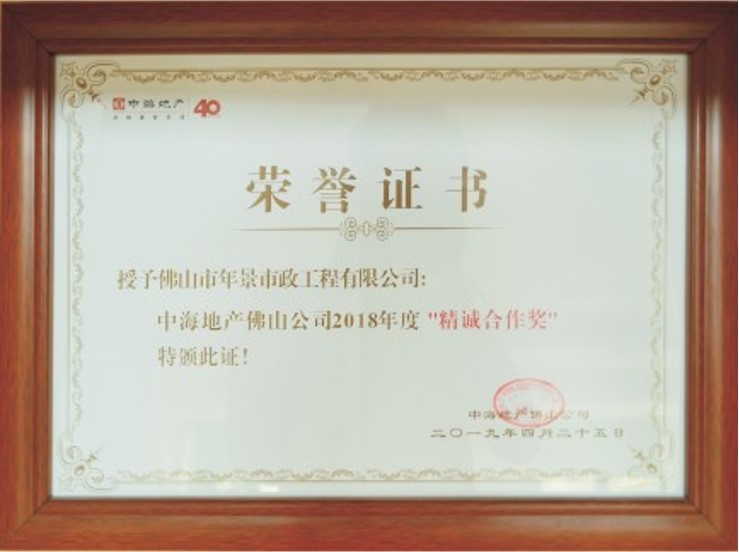 中海地产 40
荣誉证书
授予佛山市年景市政工程有限公司:
中海地产佛山公司2018年度 "精诚合作奖"
特颁此证!
中海地产佛山公司
二〇一九年四月二十五日